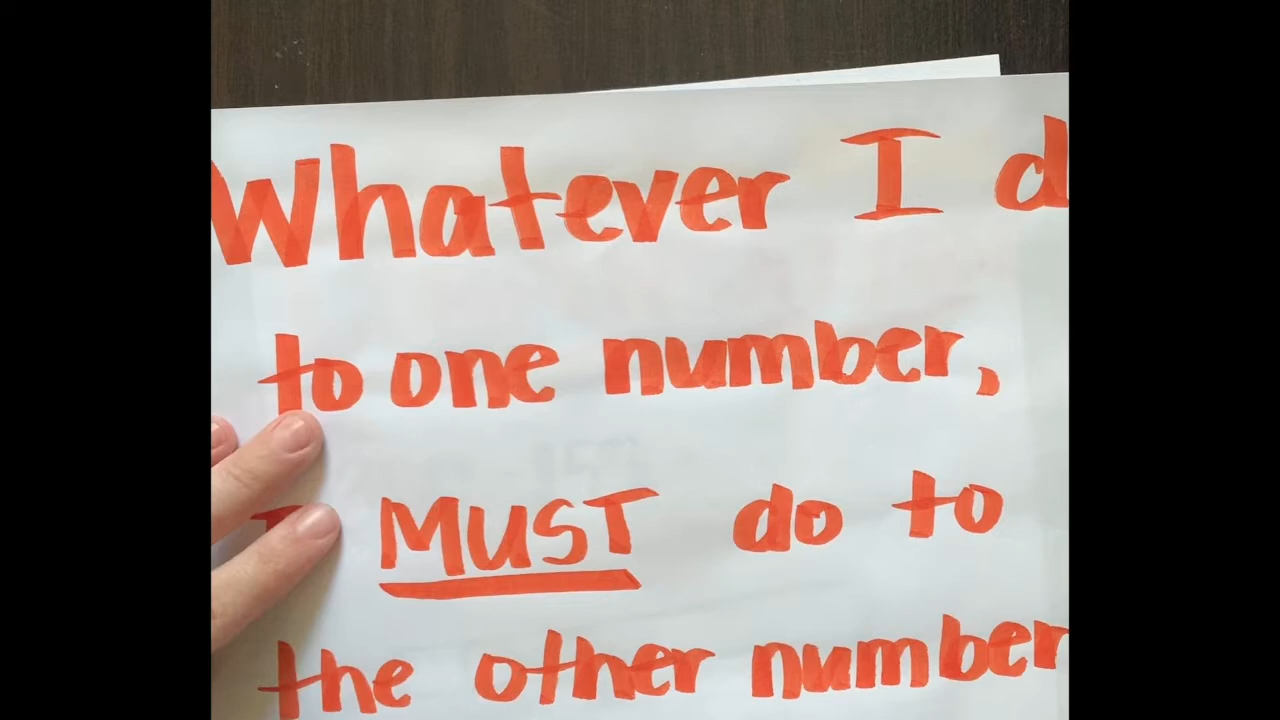 Whatever I d
to one number,
MUST do to
the other number